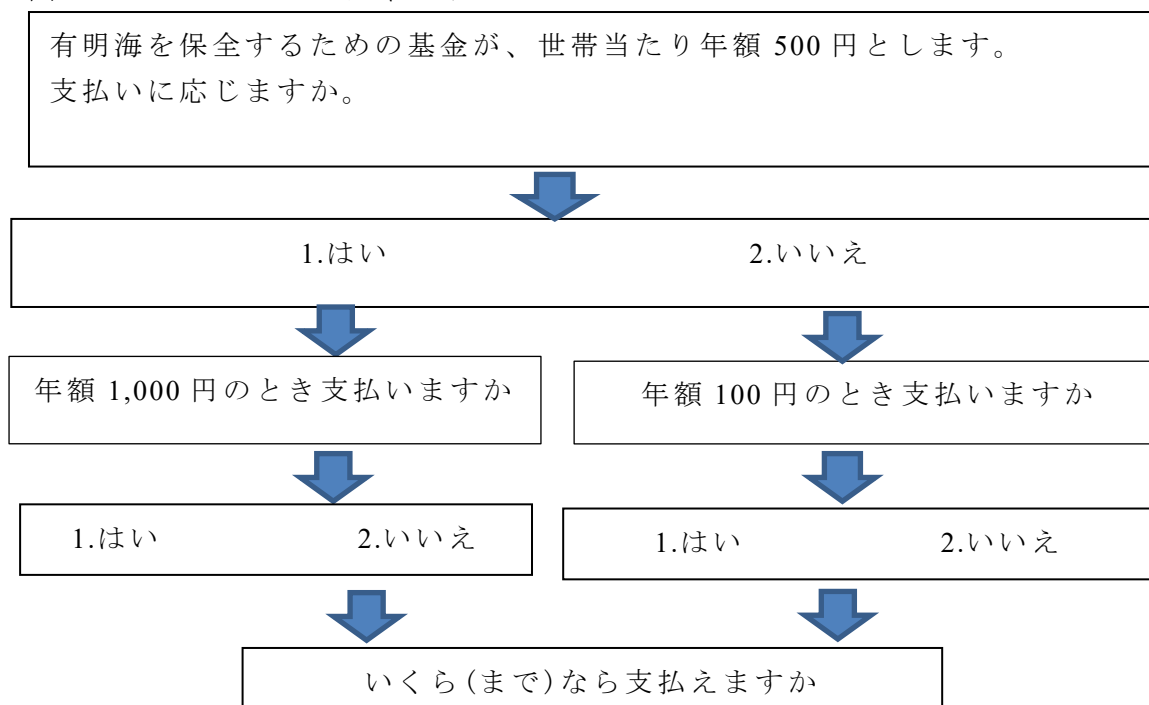 有明海を保全するための基金が、世帯当たり年額 500 円とします。
支払いに応じますか。
1.はい 2.いいえ
年額 1,000 円のとき支払いますか 年額 100 円のとき支払いますか
1.はい 2.いいえ 1.はい 2.いいえ
いくら(まで)なら支払えますか